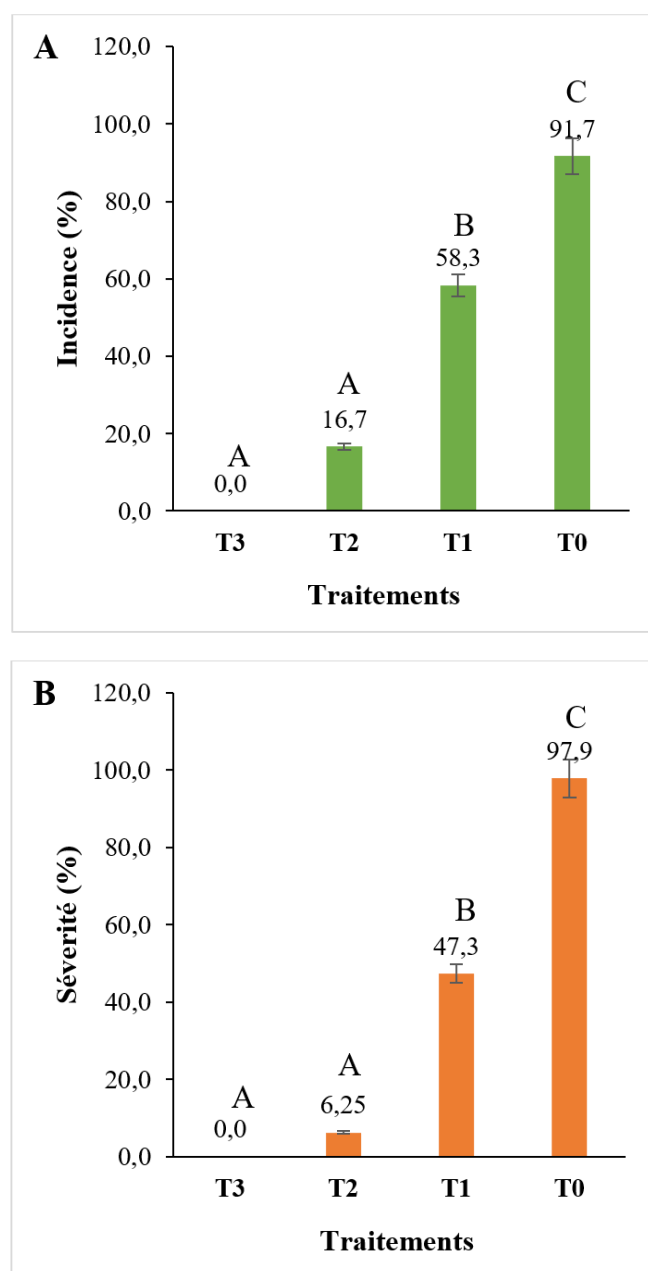 A
120,0
100,0
80,0
60,0
40,0
20,0
0,0
Incidence (%)
A
0,0
A
16,7
B
58,3
C
91,7
T3 T2 T1 T0
Traitements
B
120,0
100,0
80,0
60,0
40,0
20,0
0,0
Séverité (%)
A
0,0
A
6,25
B
47,3
C
97,9
T3 T2 T1 T0
Traitements